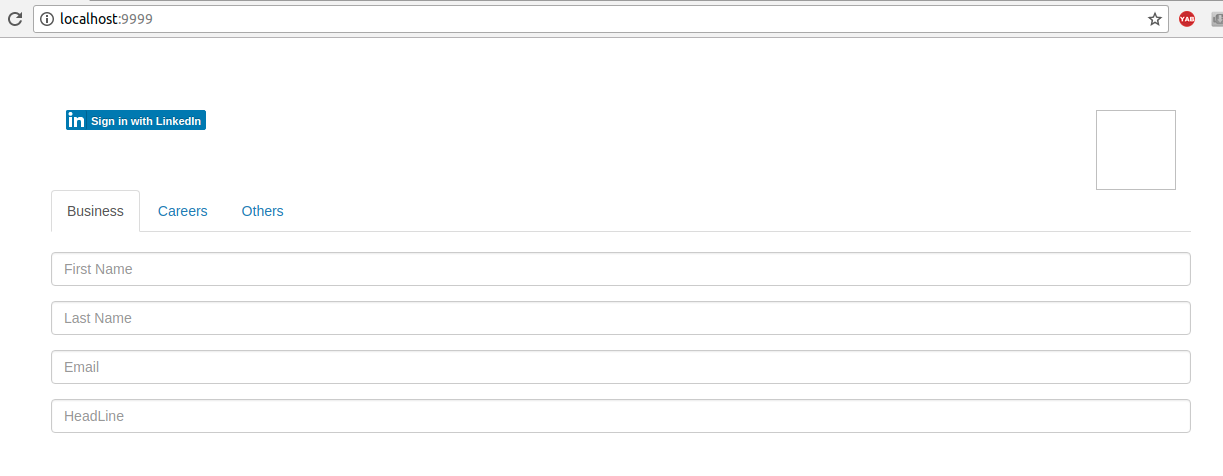 localhost:9999
YAB
in Sign in with LinkedIn
Business Careers Others
First Name
Last Name
Email
HeadLine